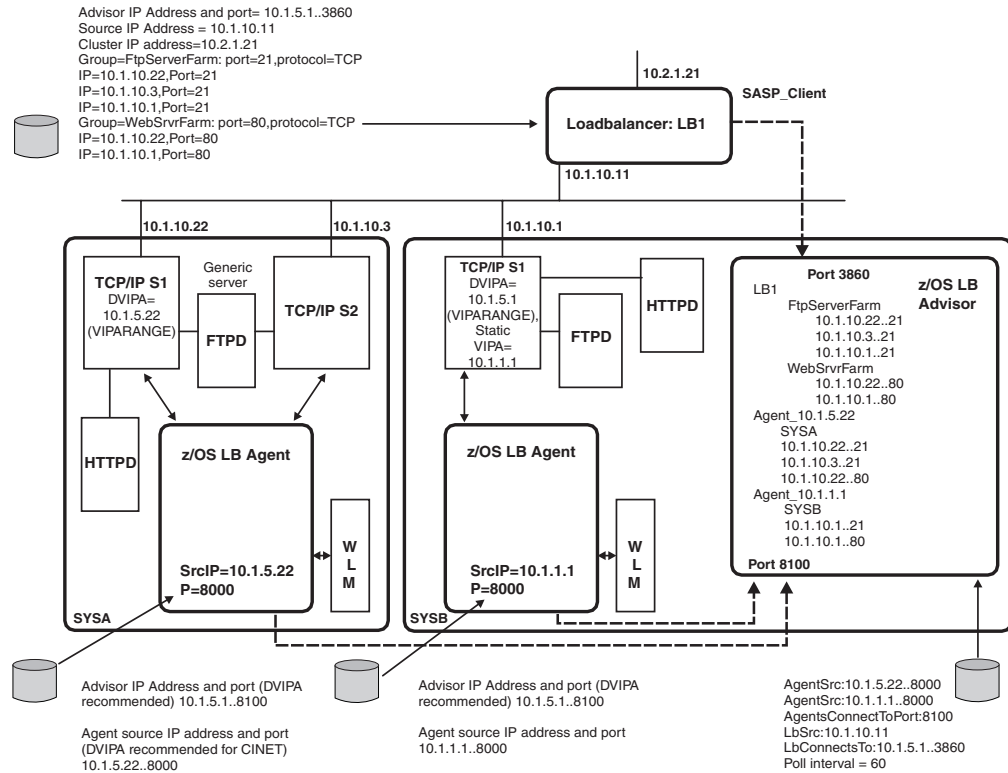 Advisor IP Address and port= 10.1.5.1..3860
Source IP Address = 10.1.10.11
Cluster IP address=10.2.1.21
Group=FtpServerFarm: port=21,protocol=TCP
IP=10.1.10.22,Port=21
IP=10.1.10.3,Port=21
IP=10.1.10.1,Port=21
Group=WebSrvrFarm: port=80,protocol=TCP
IP=10.1.10.22,Port=80
IP=10.1.10.1,Port=80
10.2.1.21
SASP_Client
Loadbalancer: LB1
10.1.10.11
10.1.10.22
10.1.10.3
10.1.10.1
TCP/IP S1
DVIPA=
10.1.5.22
(VIPARANGE)
Generic
server
FTPD
TCP/IP S2
HTTPD
z/OS LB Agent
SrcIP=10.1.5.22
P=8000
W
L
M
SYSA
TCP/IP S1
DVIPA=
10.1.5.1
(VIPARANGE),
Static
VIPA=
10.1.1.1
FTPD
HTTPD
z/OS LB Agent
SrcIP=10.1.1.1
P=8000
W
L
M
SYSB
Port 3860
z/OS LB
Advisor
LB1
FtpServerFarm
10.1.10.22..21
10.1.10.3..21
10.1.10.1..21
WebSrvrFarm
10.1.10.22..80
10.1.10.1..80
Agent_10.1.5.22
SYSA
10.1.10.22..21
10.1.10.3..21
10.1.10.22..80
Agent_10.1.1.1
SYSB
10.1.10.1..21
10.1.10.1..80
Port 8100
Advisor IP Address and port (DVIPA
recommended) 10.1.5.1..8100
Agent source IP address and port
(DVIPA recommended for CINET)
10.1.5.22..8000
Advisor IP Address and port (DVIPA
recommended) 10.1.5.1..8100
Agent source IP address and port
10.1.1.1..8000
AgentSrc:10.1.5.22..8000
AgentSrc:10.1.1.1..8000
AgentsConnectToPort:8100
LbSrc:10.1.10.11
LbConnectsTo:10.1.5.1..3860
Poll interval = 60